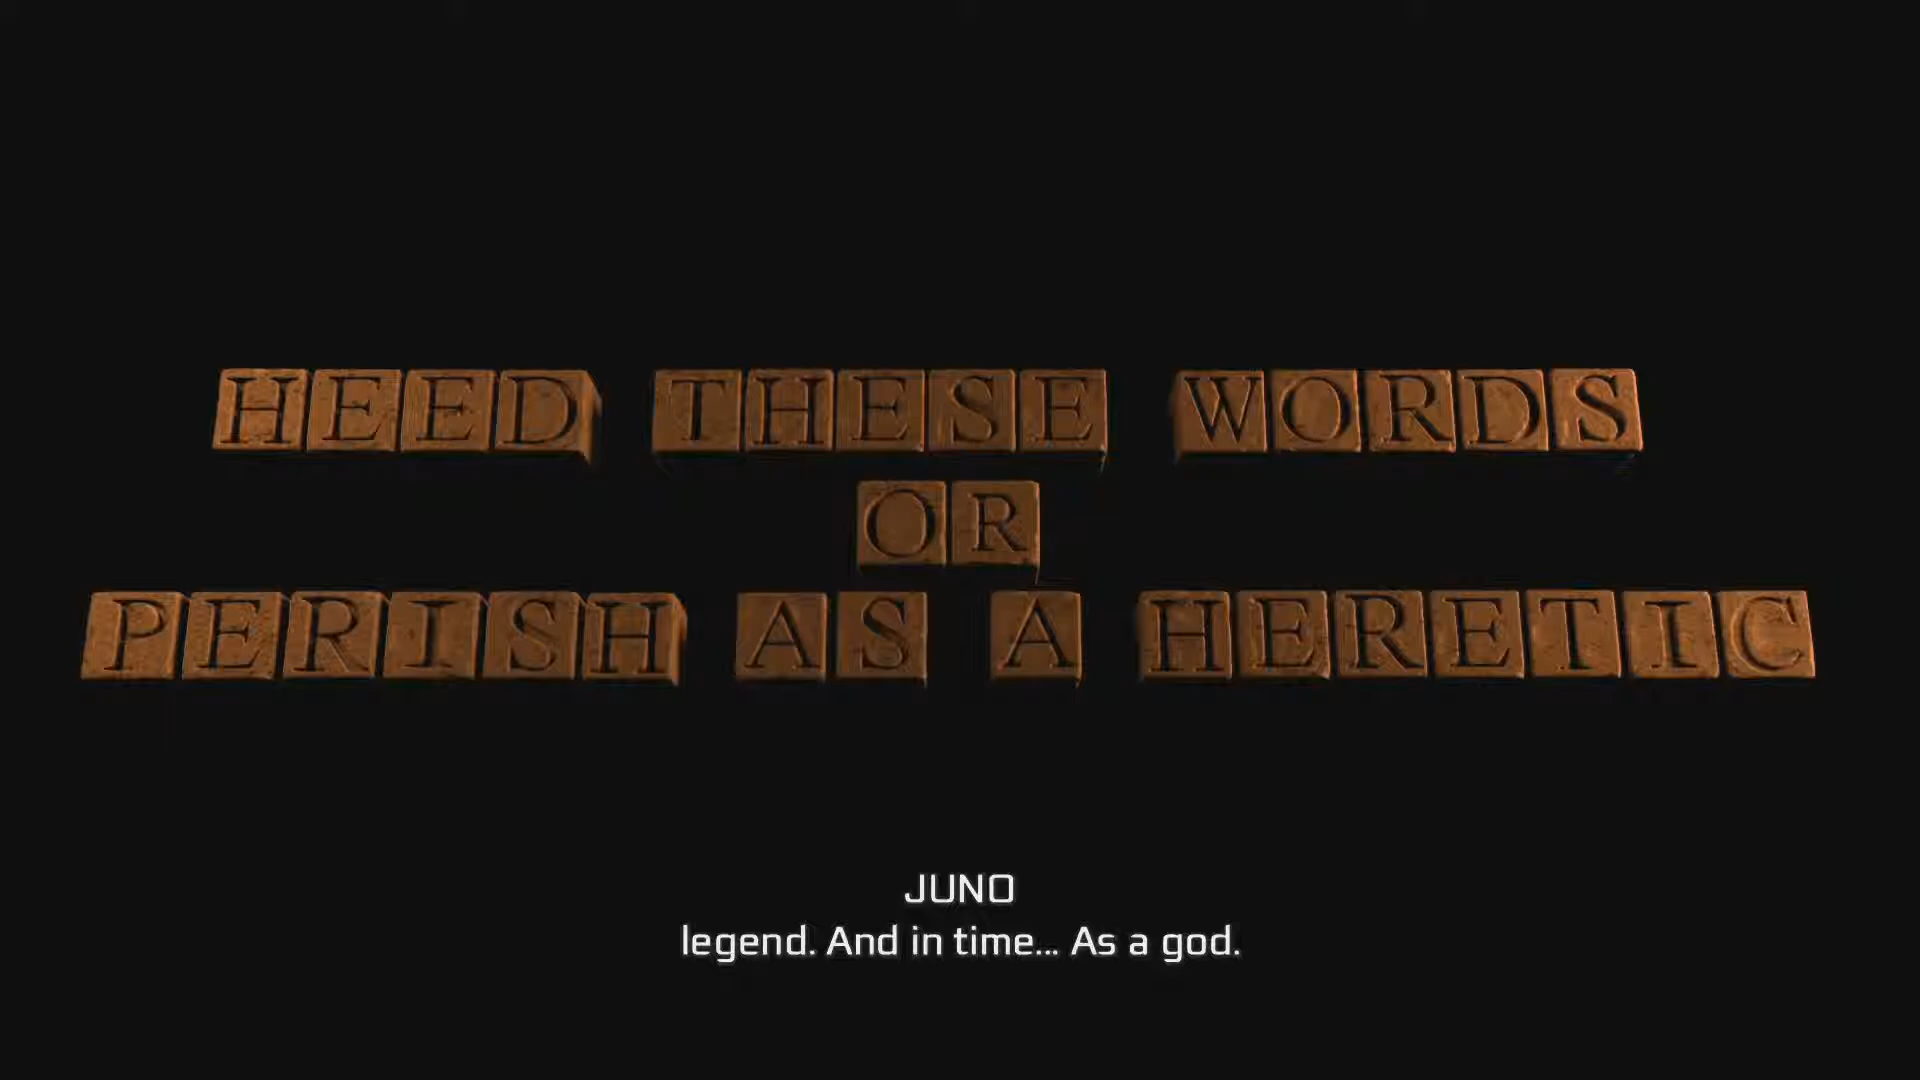 HEED THESE WORDS
OR
PERISH AS A HERETIC
JUNO
legend. And in time... As a god.